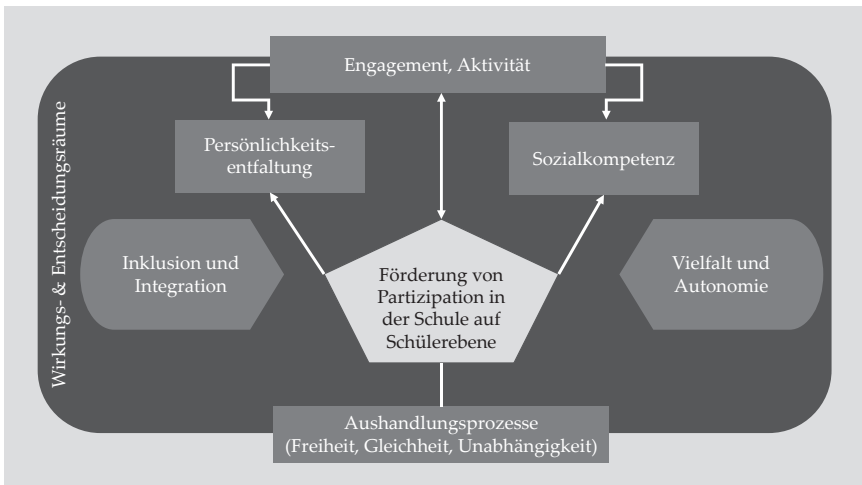 Engagement, Aktivität
Wirkungs- & Entscheidungsräume
Persönlichkeits-
entfaltung
Sozialkompetenz
Inklusion und
Integration
Förderung von
Partizipation in
der Schule auf
Schülerebene
Vielfalt und
Autonomie
Aushandlungsprozesse
(Freiheit, Gleichheit, Unabhängigkeit)